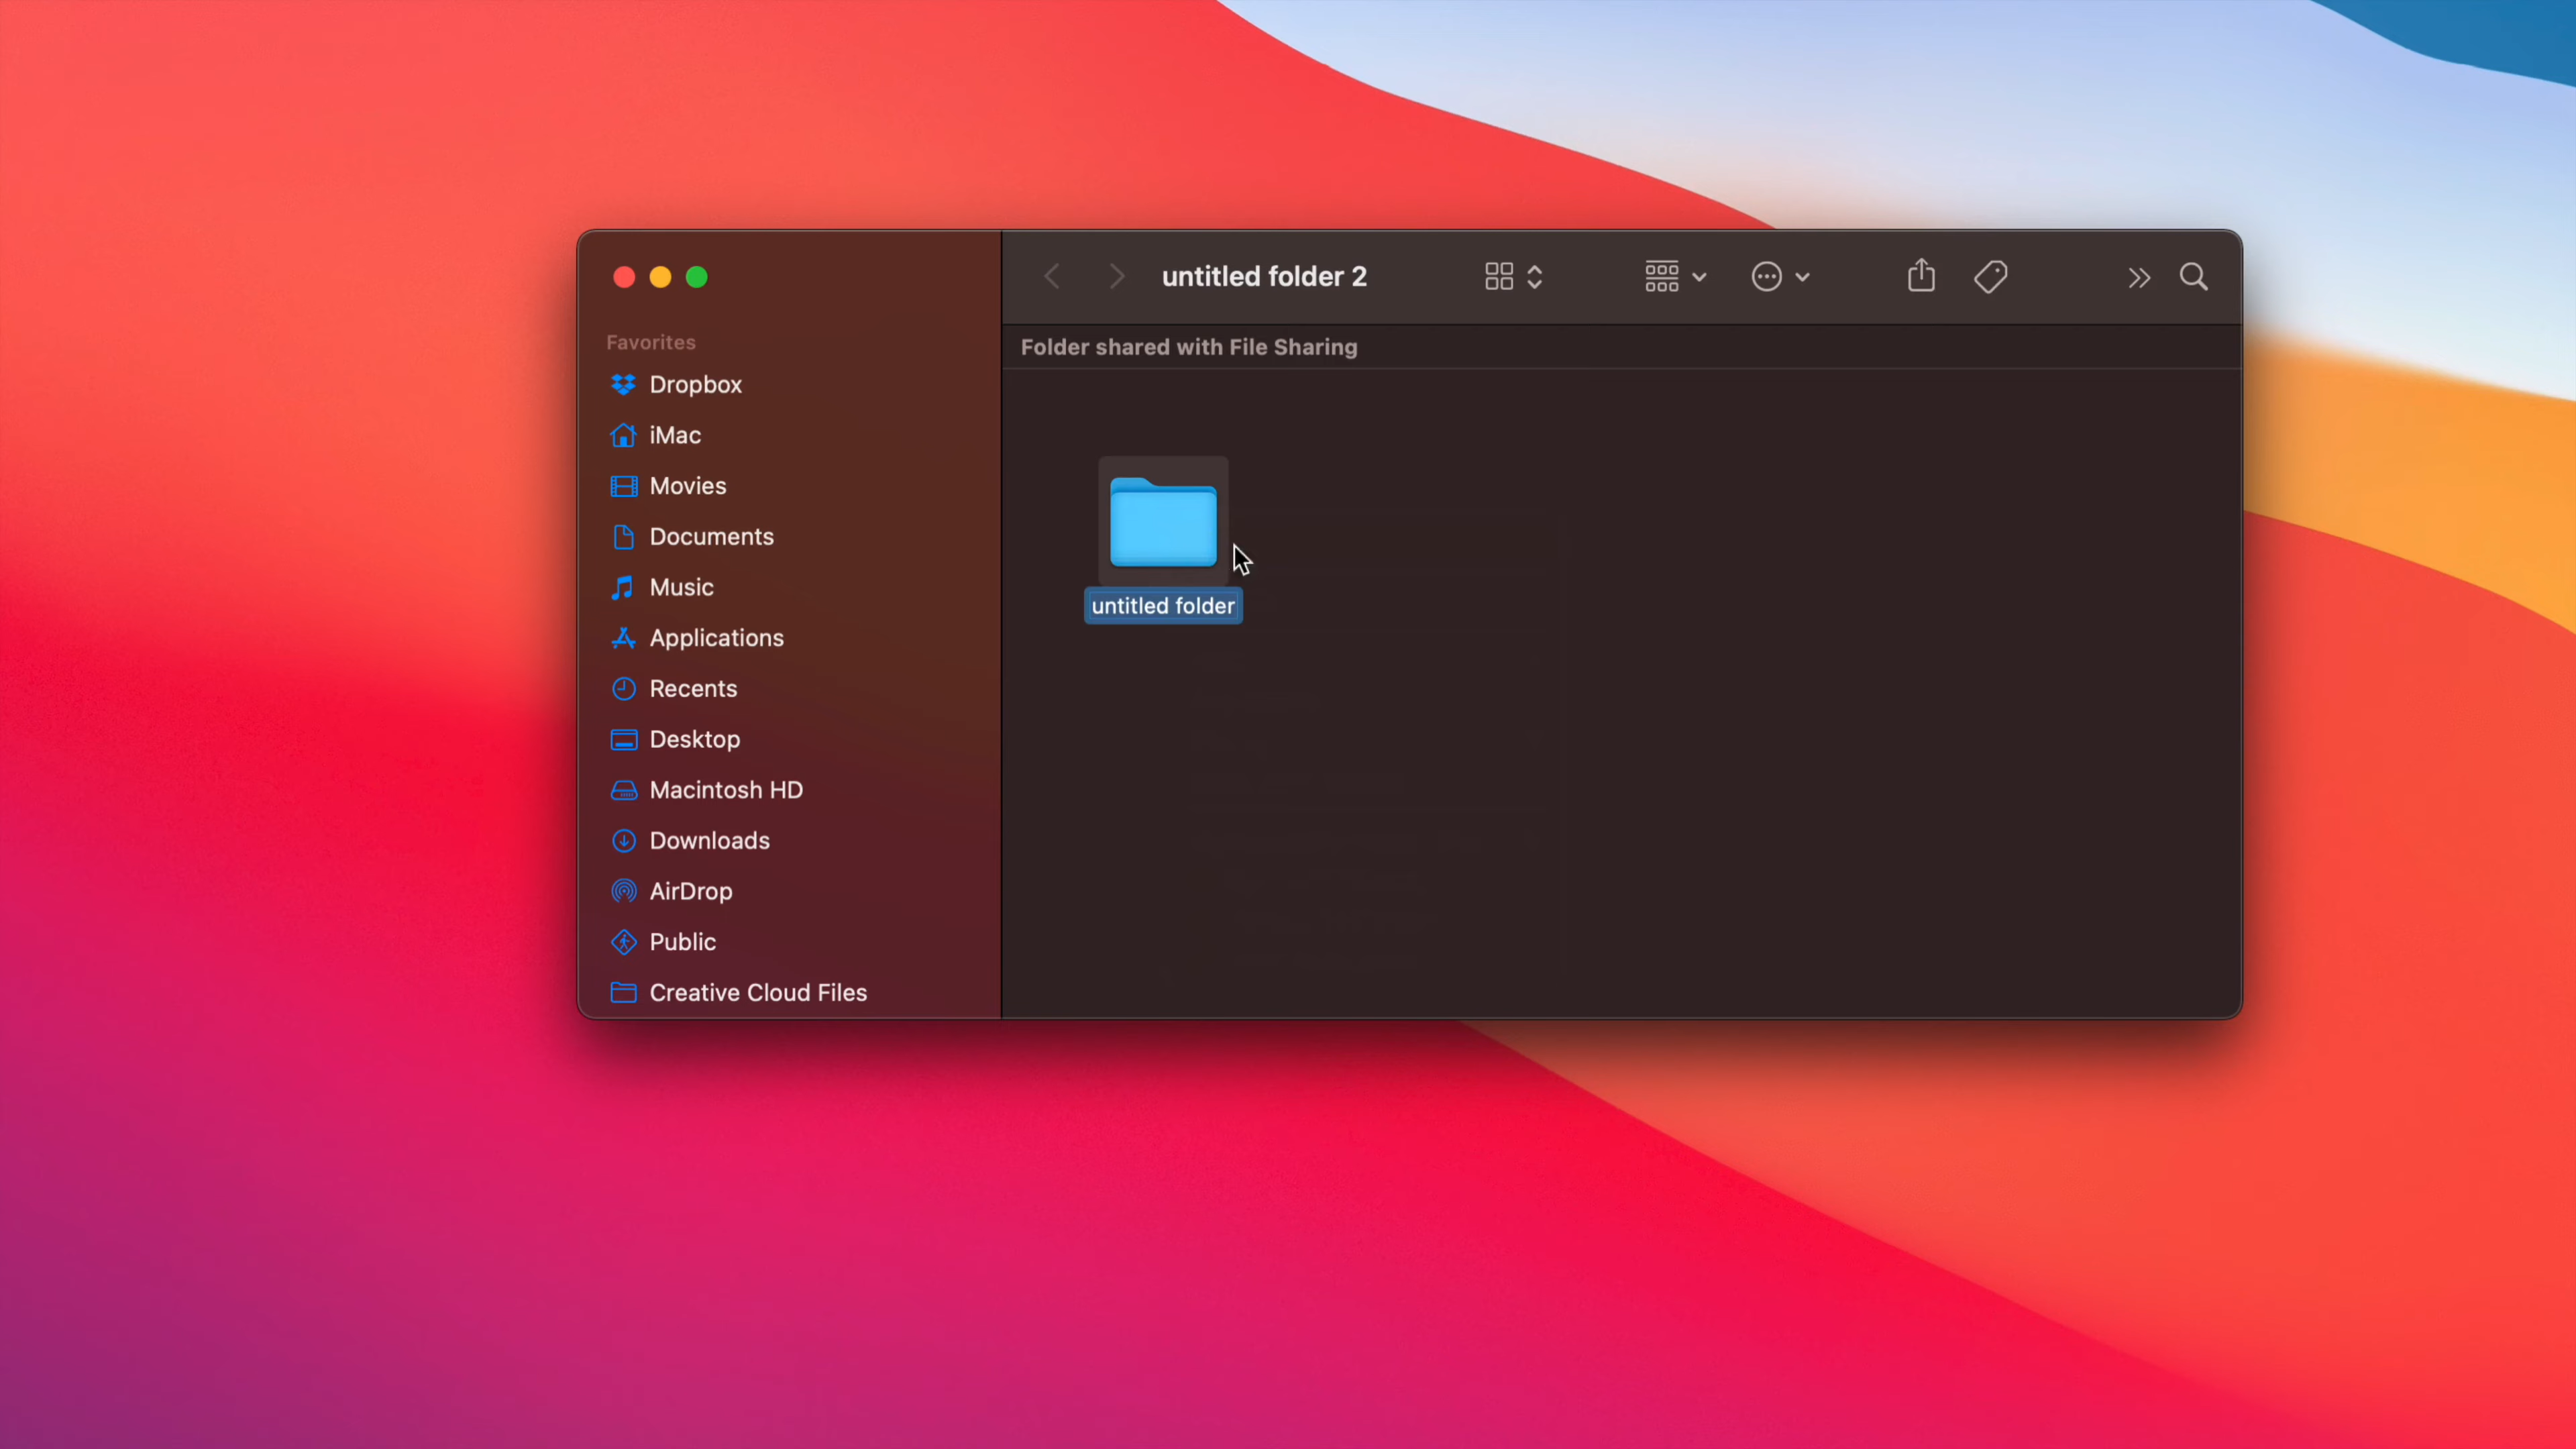 untitled folder 2
Favorites
Folder shared with File Sharing
Dropbox
iMac
Movies
Documents
Music
Applications
Recents
Desktop
Macintosh HD
Downloads
AirDrop
Public
Creative Cloud Files
untitled folder